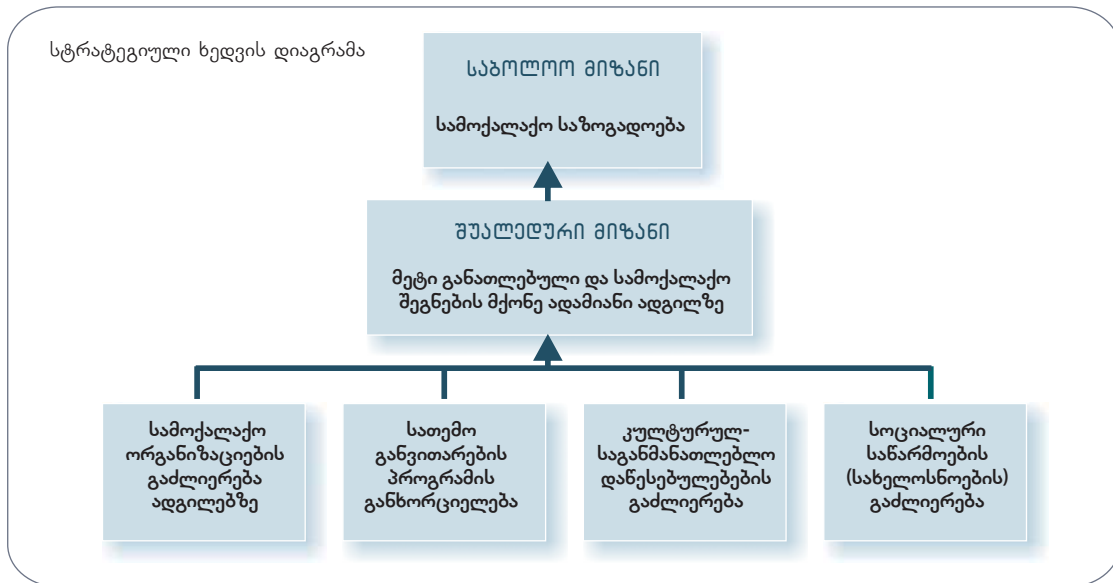 სტრატეგიული ხედვის დიაგრამა
საბოლოო მიზანი
სამოქალაქო საზოგადოება
შუალედური მიზანი
მეტი განათლებული და სამოქალაქო
შეგნების მქონე ადამიანი ადგილზე
სამოქალაქო
ორგანიზაციების
გაძლიერება
ადგილებზე
სათემო
განვითარების
პროგრამის
განხორციელება
კულტურულ-
საგანმანათლებლო
დაწესებულებების
გაძლიერება
სოციალური
საწარმოების
(სახელოსნოების)
გაძლიერება